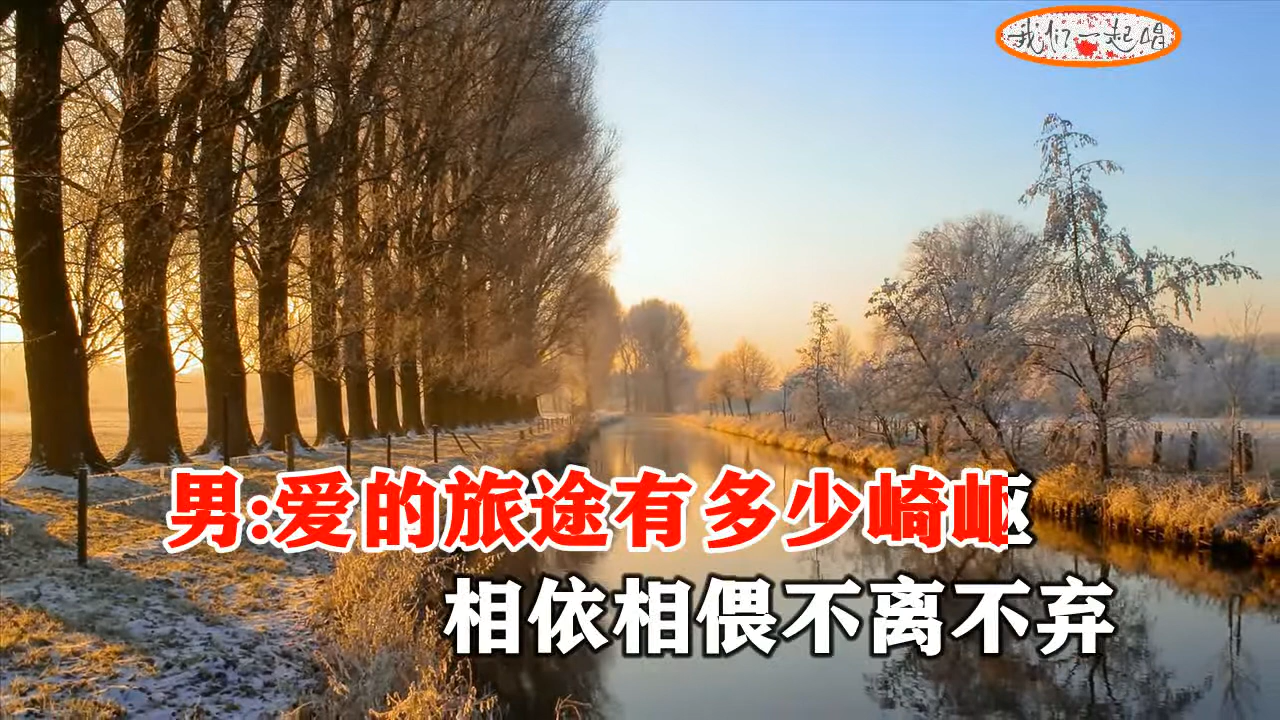 我们一起唱
男:爱的旅途有多少崎岖
相依相偎不离不弃